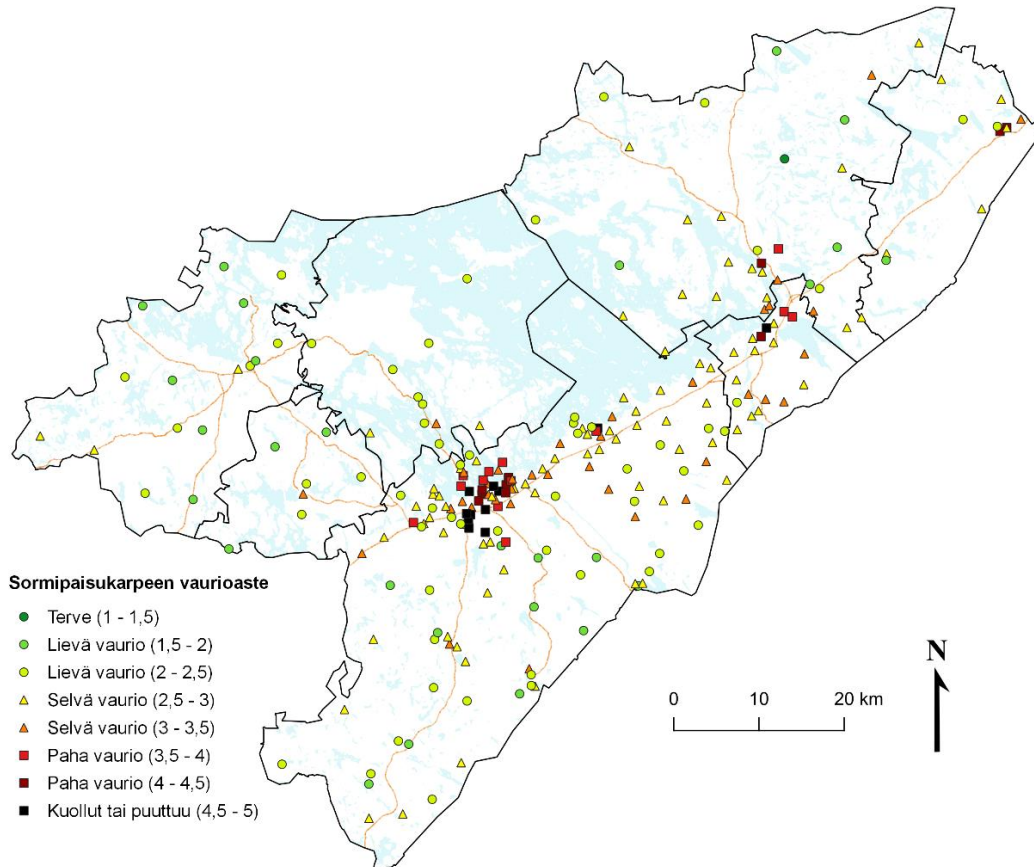 Sormipaisukarpeen vaurioaste
Terve (1 - 1,5)
Lievä vaurio (1,5 - 2)
Lievä vaurio (2 - 2,5)
Selvä vaurio (2,5 - 3)
Selvä vaurio (3 - 3,5)
Paha vaurio (3,5 - 4)
Paha vaurio (4 - 4,5)
Kuollut tai puuttuu (4,5 - 5)
0 10 20 km
N